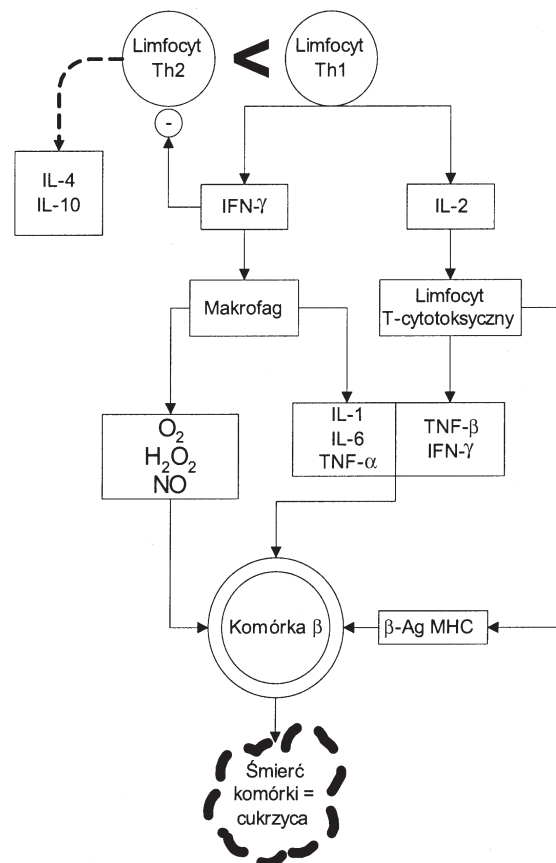 Limfocyt
Th2
<
Limfocyt
Th1
-
IL-4
IL-10
IFN-γ
IL-2
Makrofag
Limfocyt
T-cytotoksyczny
O₂
H₂O₂
NO
IL-1
IL-6
TNF-α
TNF-β
IFN-γ
Komórka β
β-Ag MHC
Śmierć
komórki =
cukrzyca